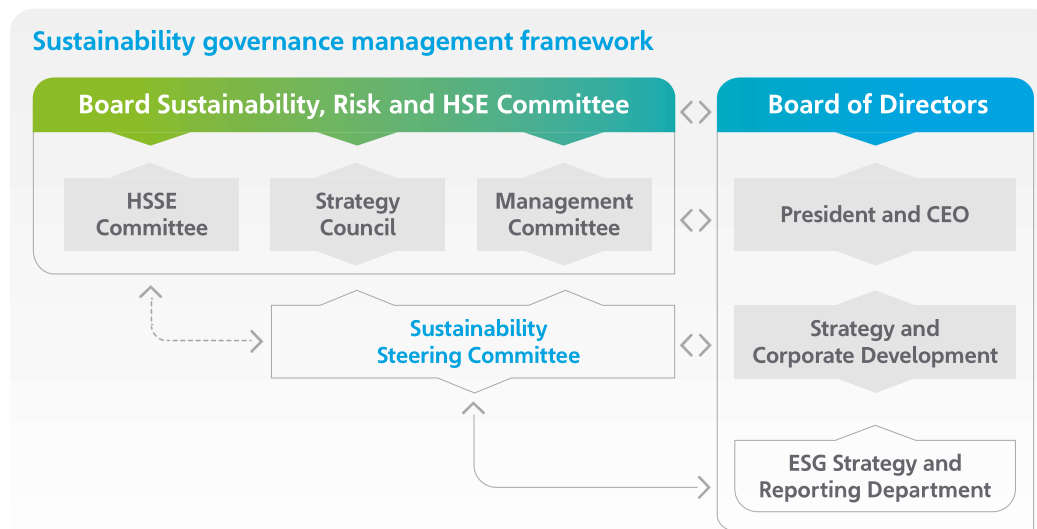 Sustainability governance management framework
Board Sustainability, Risk and HSE Committee
Board of Directors
HSSE
Committee
Strategy
Council
Management
Committee
President and CEO
Sustainability
Steering Committee
Strategy and
Corporate Development
ESG Strategy and
Reporting Department